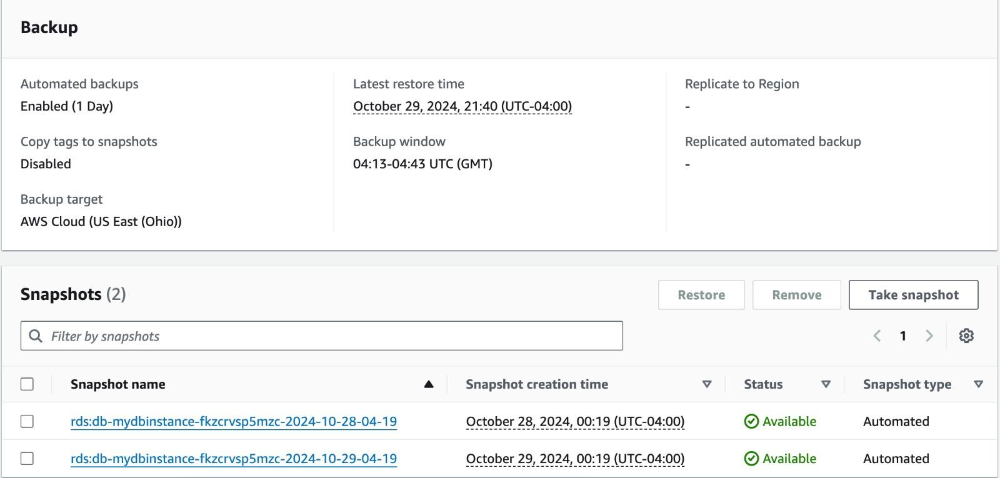 Backup
Automated backups
Enabled (1 Day)
Copy tags to snapshots
Disabled
Backup target
AWS Cloud (US East (Ohio))
Latest restore time
October 29, 2024, 21:40 (UTC-04:00)
Backup window
04:13-04:43 UTC (GMT)
Replicate to Region
-
Replicated automated backup
-
Snapshots (2)
Restore Remove Take snapshot
Filter by snapshots
1
Snapshot name Snapshot creation time Status Snapshot type
rds:db-mydbinstance-fkzcrvsp5mzc-2024-10-28-04-19 October 28, 2024, 00:19 (UTC-04:00) Available Automated
rds:db-mydbinstance-fkzcrvsp5mzc-2024-10-29-04-19 October 29, 2024, 00:19 (UTC-04:00) Available Automated